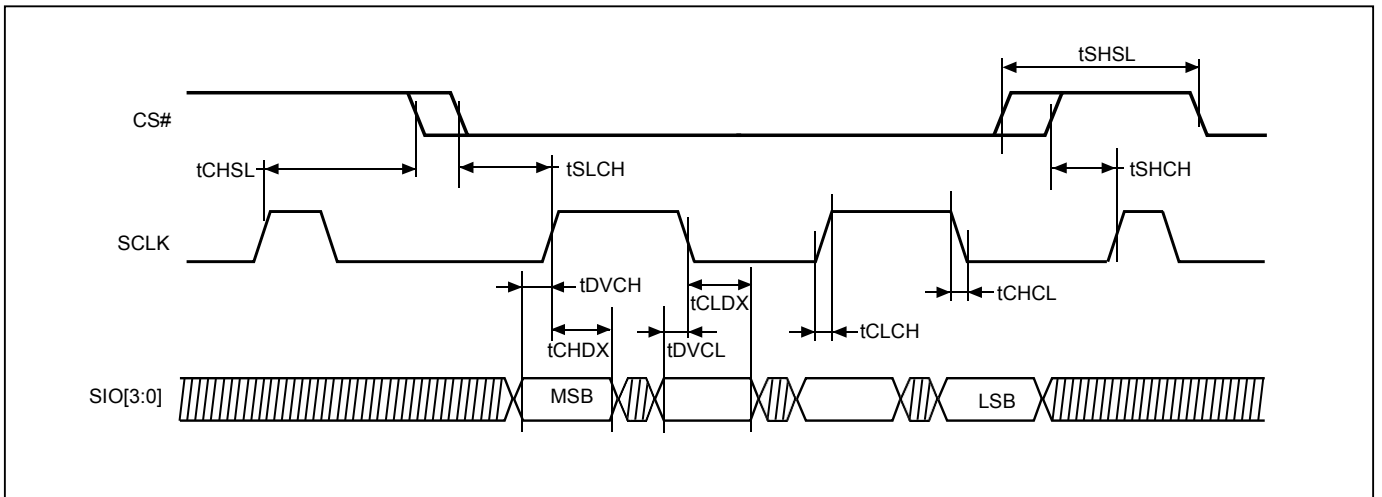 tSHSL
CS#
tCHSL
tSLCH
tSHCH
SCLK
tDVCH
tCLDX
tCHCL
tCLCH
tCHDX
tDVCL
SIO[3:0]
MSB
LSB